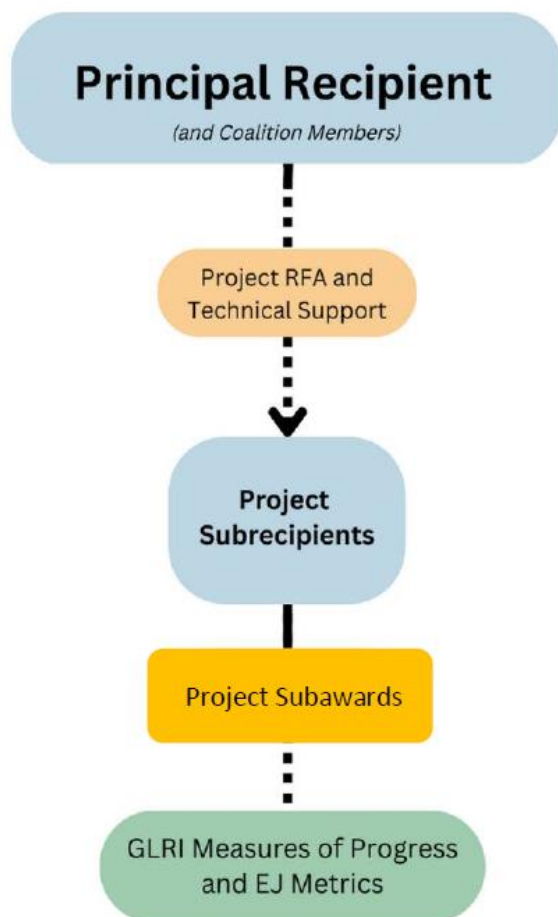 Principal Recipient
(and Coalition Members)
Project RFA and
Technical Support
Project
Subrecipients
Project Subawards
GLRI Measures of Progress
and EJ Metrics